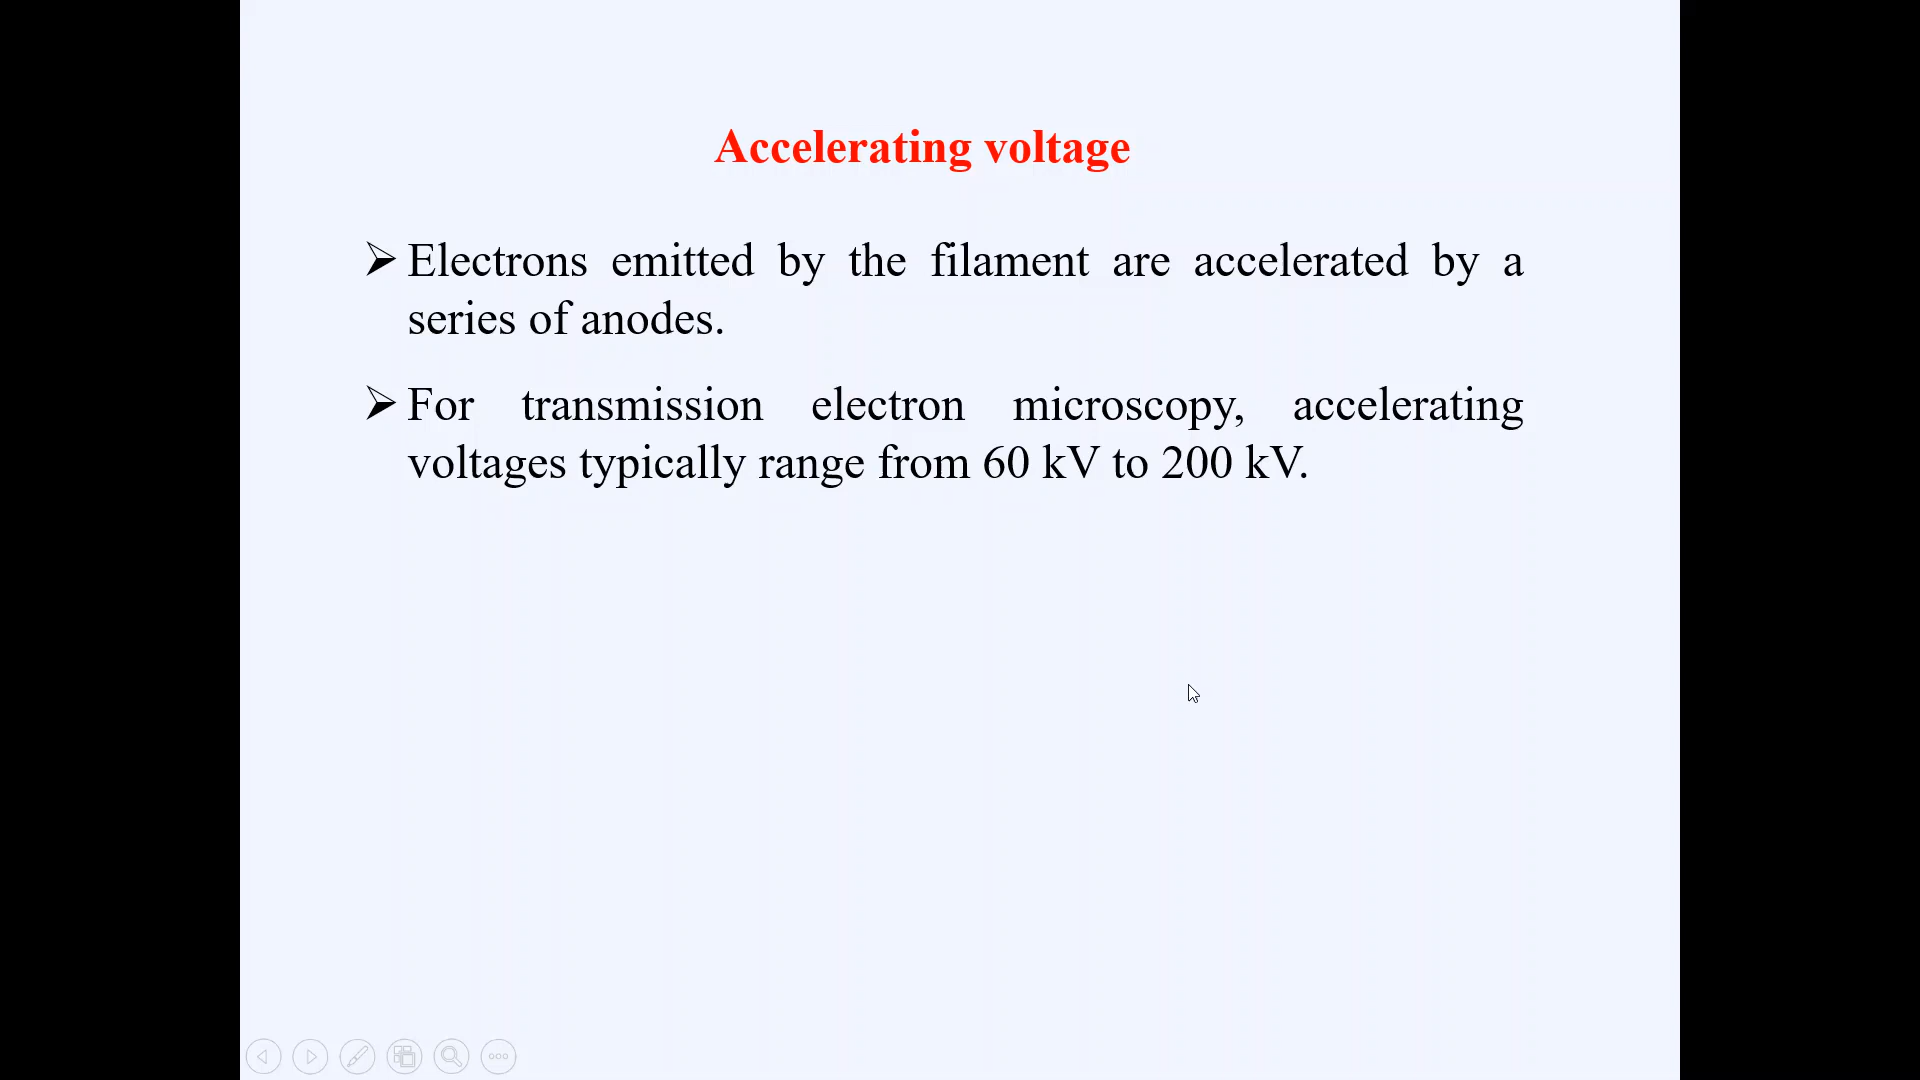 Accelerating voltage
➢ Electrons emitted by the filament are accelerated by a
series of anodes.
➢ For transmission electron microscopy, accelerating
voltages typically range from 60 kV to 200 kV.